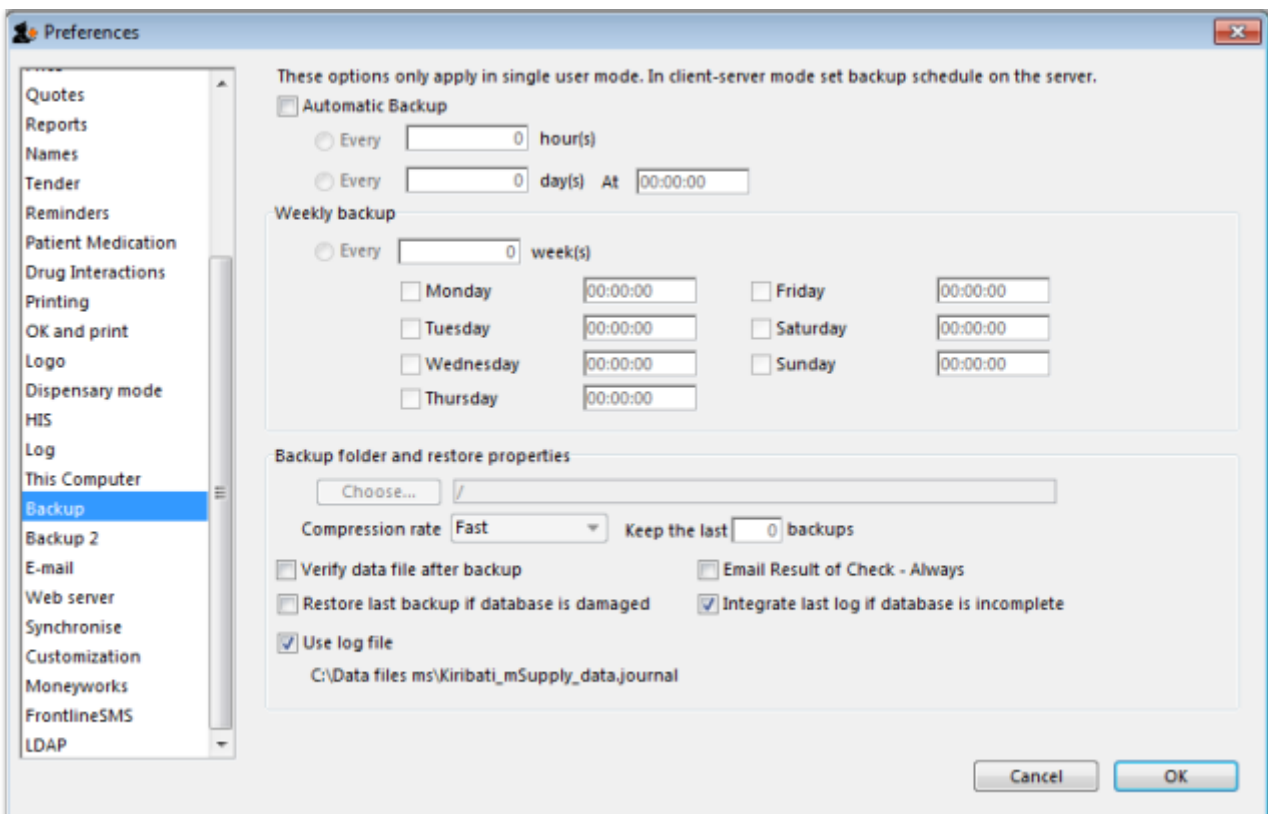 Preferences
Quotes
Reports
Names
Tender
Reminders
Patient Medication
Drug Interactions
Printing
OK and print
Logo
Dispensary mode
HIS
Log
This Computer
Backup
Backup 2
E-mail
Web server
Synchronise
Customization
Moneyworks
FrontlineSMS
LDAP
These options only apply in single user mode. In client-server mode set backup schedule on the server.
Automatic Backup
Every 0 hour(s)
Every 0 day(s) At 00:00:00
Weekly backup
Every 0 week(s)
Monday 00:00:00 Friday 00:00:00
Tuesday 00:00:00 Saturday 00:00:00
Wednesday 00:00:00 Sunday 00:00:00
Thursday 00:00:00
Backup folder and restore properties
Choose... /
Compression rate Fast Keep the last 0 backups
Verify data file after backup Email Result of Check - Always
Restore last backup if database is damaged Integrate last log if database is incomplete
Use log file
C:\Data files ms\Kiribati_mSupply_data.journal
Cancel OK